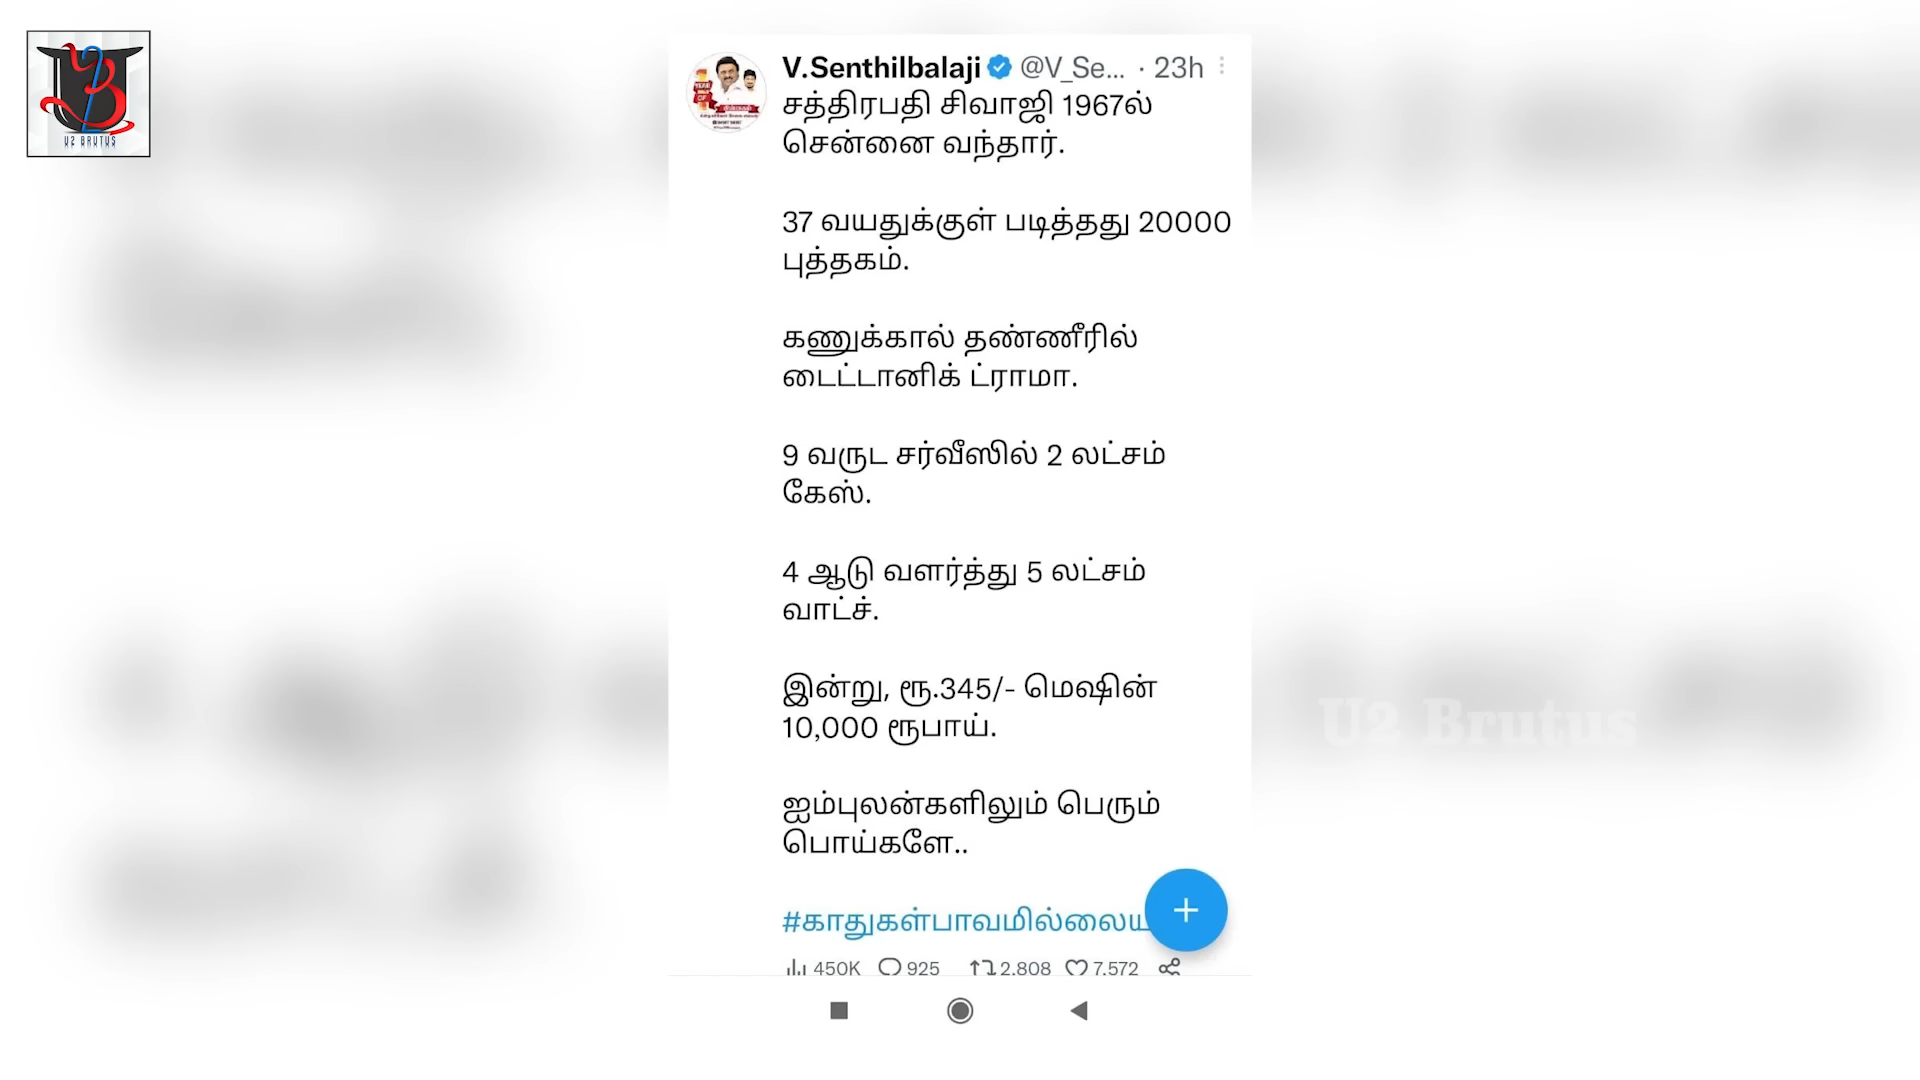 U2 BRUTUS
V.Senthilbalaji @V_Se... · 23h
சத்திரபதி சிவாஜி 1967ல்
சென்னை வந்தார்.
37 வயதுக்குள் படித்தது 20000
புத்தகம்.
கணுக்கால் தண்ணீரில்
டைட்டானிக் ட்ராமா.
9 வருட சர்வீஸில் 2 லட்சம்
கேஸ்.
4 ஆடு வளர்த்து 5 லட்சம்
வாட்ச்.
இன்று, ரூ.345/- மெஷின்
10,000 ரூபாய்.
ஐம்புலன்களிலும் பெரும்
பொய்களே..
#காதுகள்பாவமில்லைய
450K 925 2,808 7,572
U2 Brutus